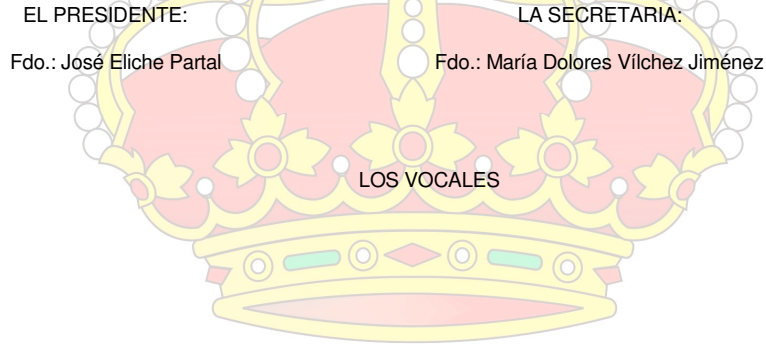 EL PRESIDENTE: LA SECRETARIA:
Fdo.: José Eliche Partal Fdo.: María Dolores Vílchez Jiménez
LOS VOCALES